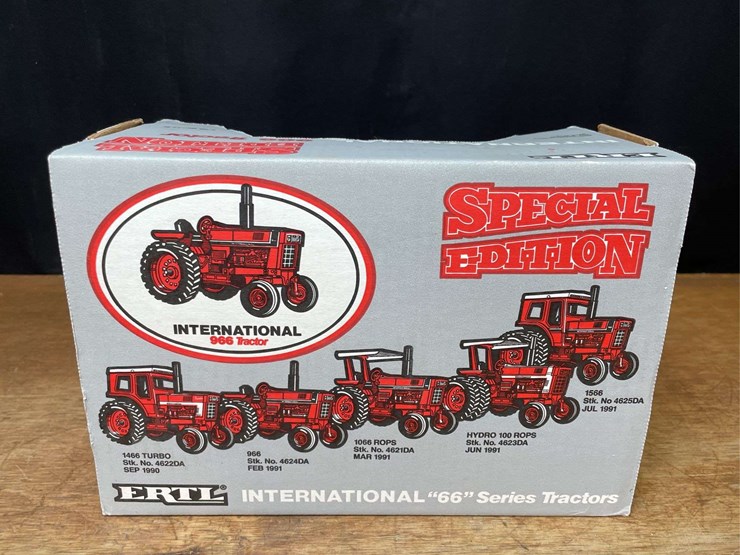 SPECIAL
EDITION
INTERNATIONAL
966 Tractor
1466 TURBO
Stk. No. 4622DA
SEP 1990
966
Stk. No. 4624DA
FEB 1991
1066 ROPS
Stk. No. 4621DA
MAR 1991
HYDRO 100 ROPS
Stk. No. 4623DA
JUN 1991
1566
Stk. No 4625DA
JUL 1991
ERTL®
INTERNATIONAL "66" Series Tractors